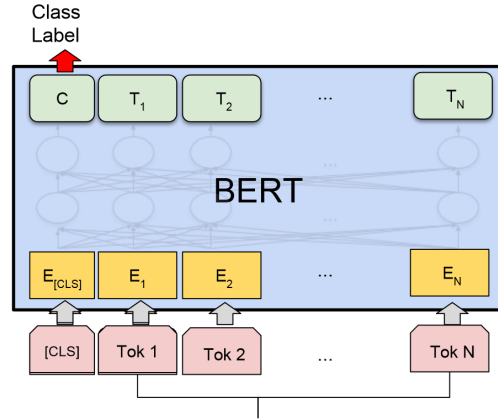 Class
Label
C T1 T2 ... TN
...
BERT
...
E[CLS] E1 E2 ... EN
[CLS] Tok 1 Tok 2 ... Tok N